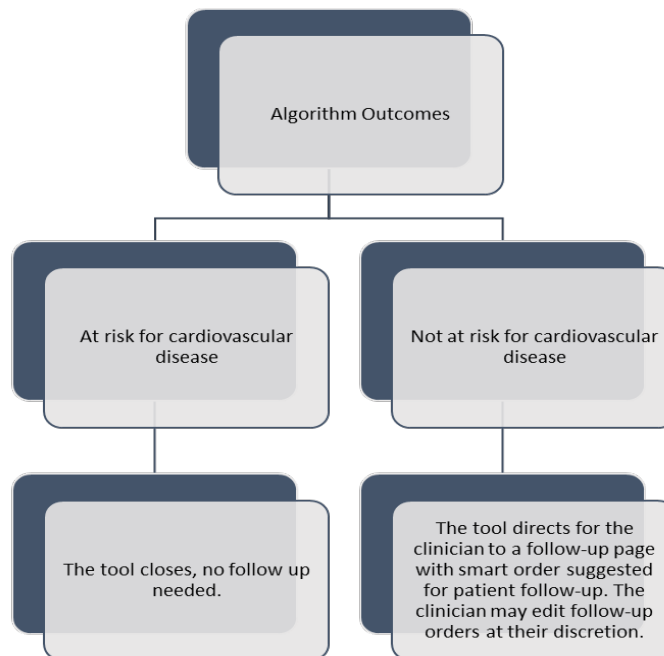 Algorithm Outcomes
At risk for cardiovascular
disease
Not at risk for cardiovascular
disease
The tool closes, no follow up
needed.
The tool directs for the
clinician to a follow-up page
with smart order suggested
for patient follow-up. The
clinician may edit follow-up
orders at their discretion.